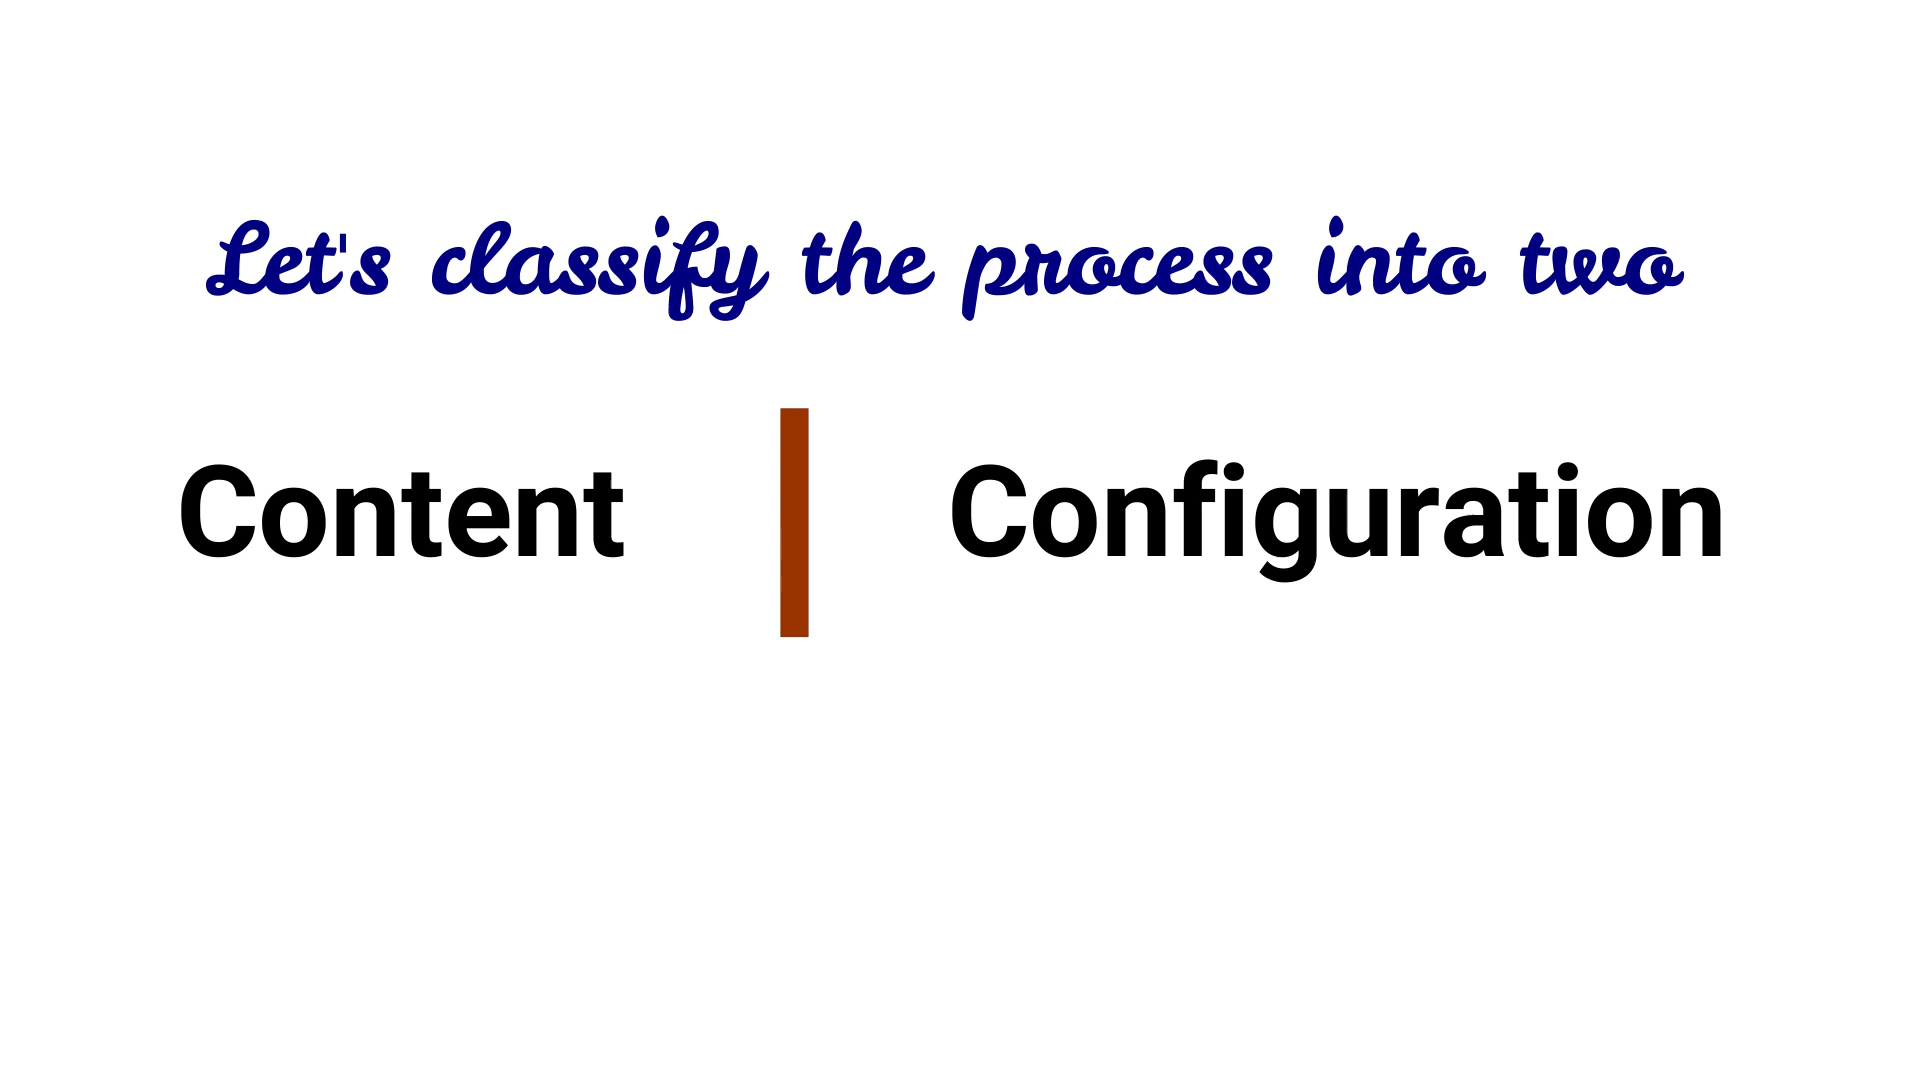 Let's classify the process into two
Content
Configuration